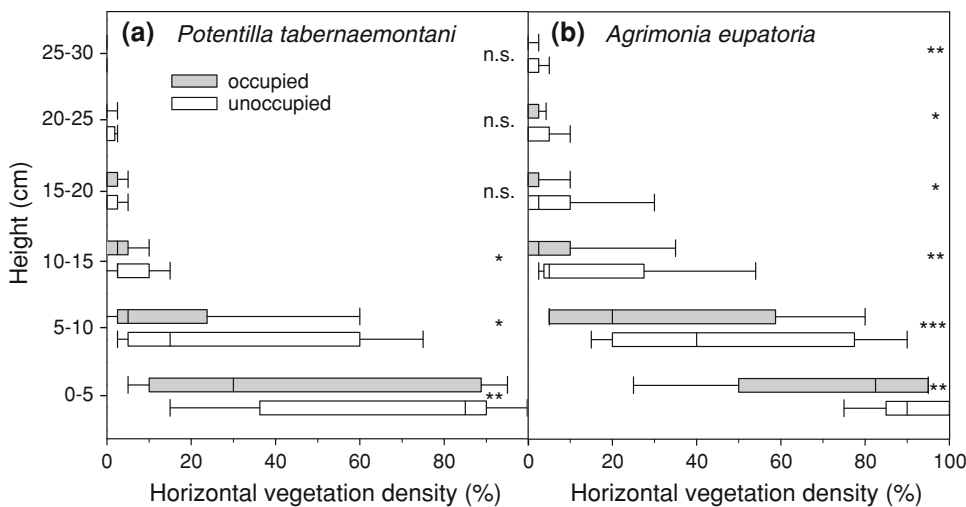 (a) Potentilla tabernaemontani
(b) Agrimonia eupatoria
occupied
unoccupied
Height (cm)
25-30
20-25
15-20
10-15
5-10
0-5
n.s.
n.s.
n.s.
*
*
**
**
*
*
**
***
**
0 20 40 60 80
0 20 40 60 80 100
Horizontal vegetation density (%)
Horizontal vegetation density (%)